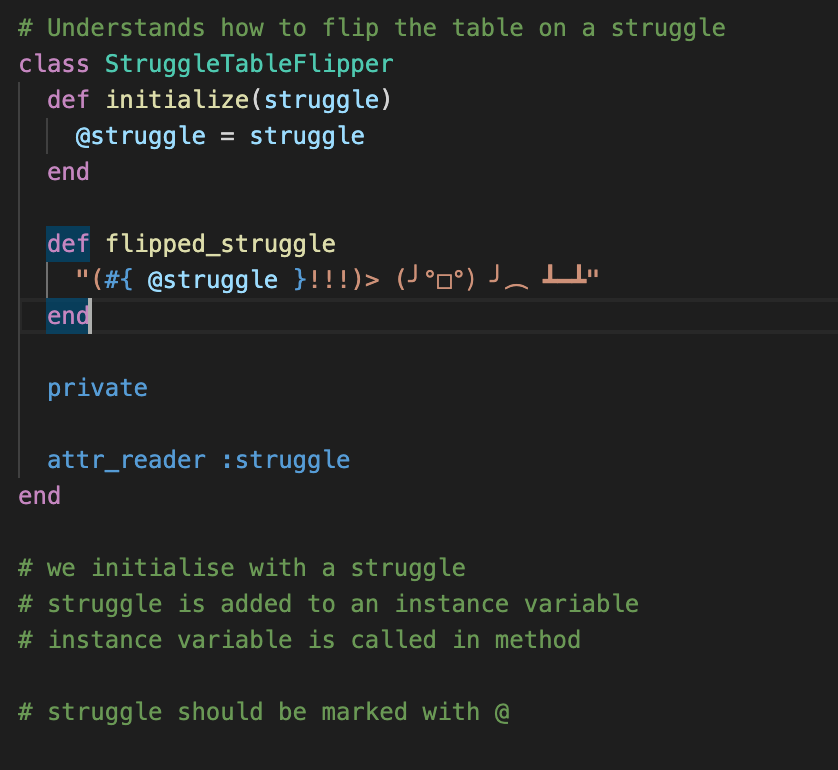 # Understands how to flip the table on a struggle
class StruggleTableFlipper
  def initialize(struggle)
    @struggle = struggle
  end

  def flipped_struggle
    "(#{ @struggle }!!!)> (╯°□°) ╯︵ ┻━┻"
  end

  private

  attr_reader :struggle
end

# we initialise with a struggle
# struggle is added to an instance variable
# instance variable is called in method

# struggle should be marked with @